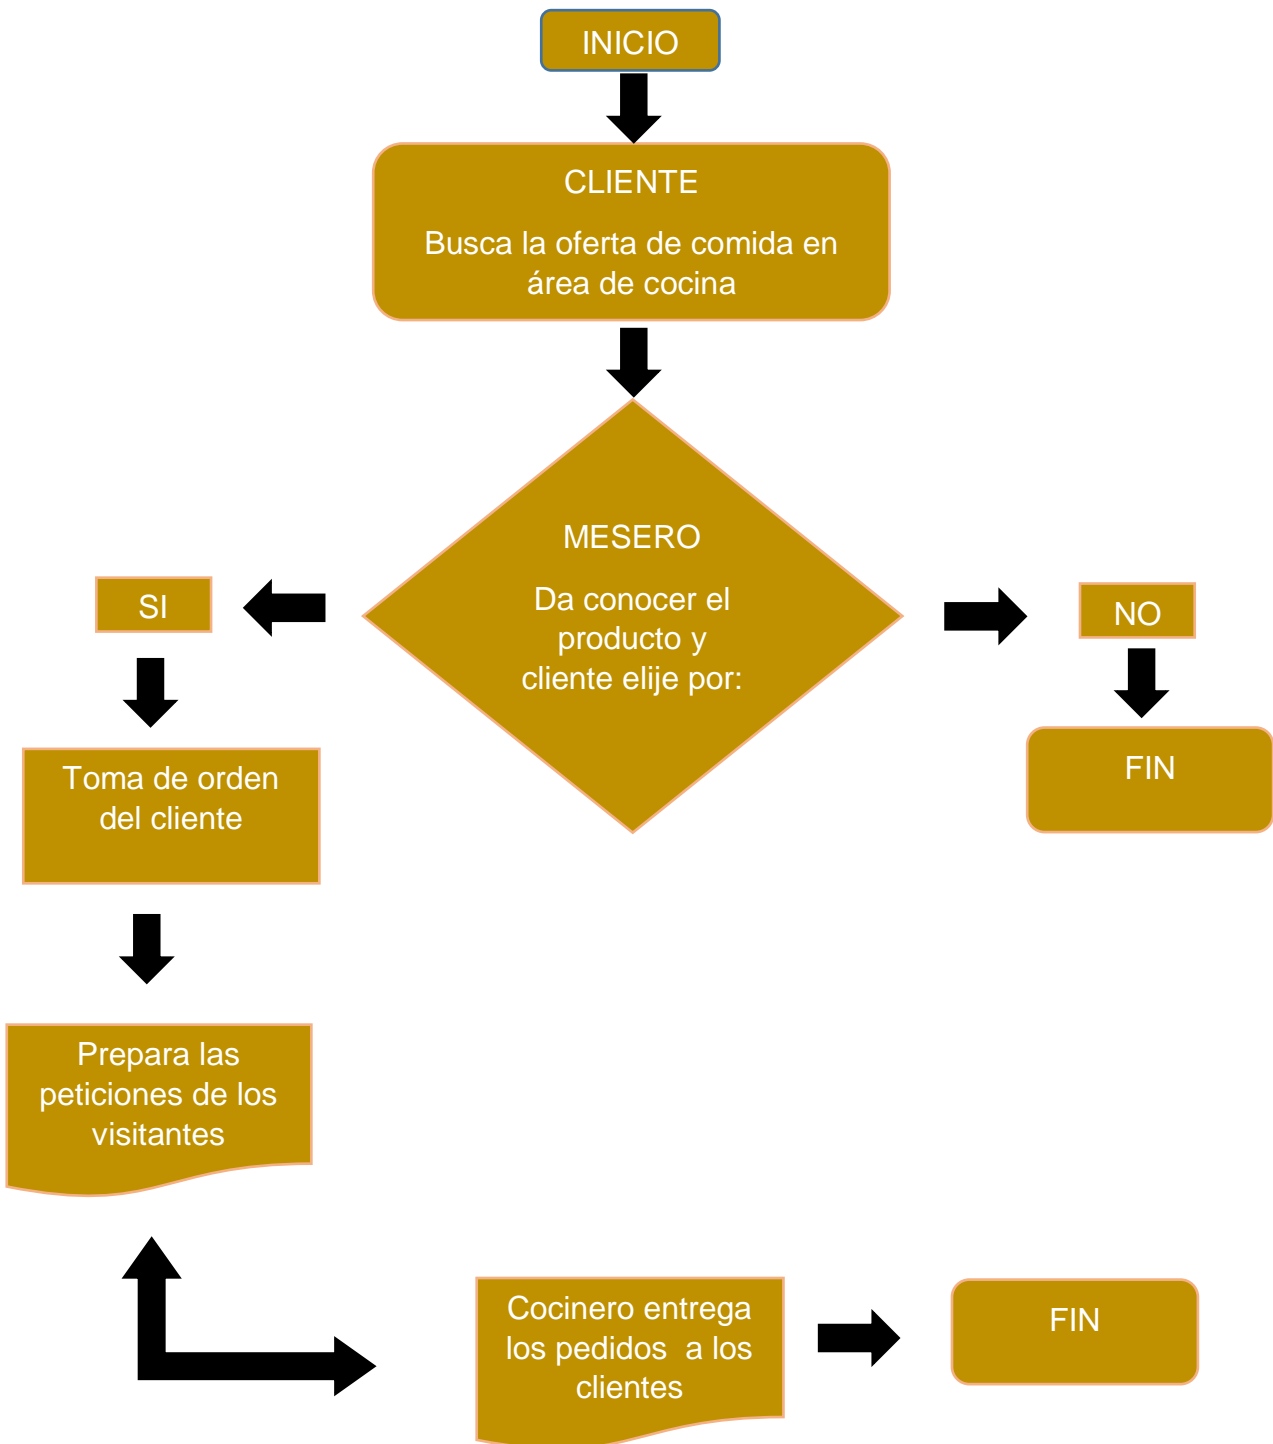 INICIO
CLIENTE
Busca la oferta de comida en
área de cocina
MESERO
Da conocer el
producto y
cliente elije por:
SI
NO
Toma de orden
del cliente
FIN
Prepara las
peticiones de los
visitantes
Cocinero entrega
los pedidos  a los
clientes
FIN